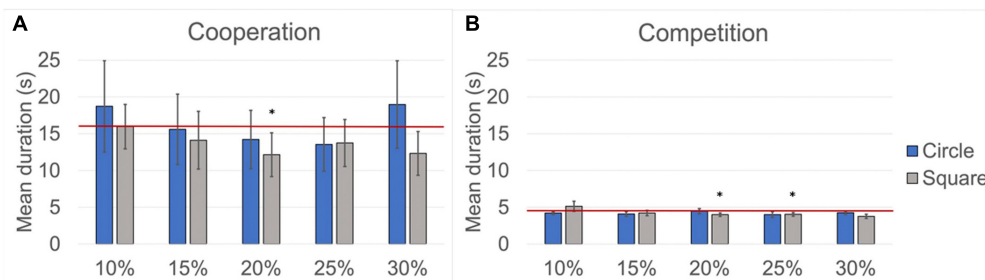 A
Cooperation
Mean duration (s)
25
20
15
10
5
0
*
10% 15% 20% 25% 30%
B
Competition
Mean duration (s)
25
20
15
10
5
0
* *
10% 15% 20% 25% 30%
Circle
Square